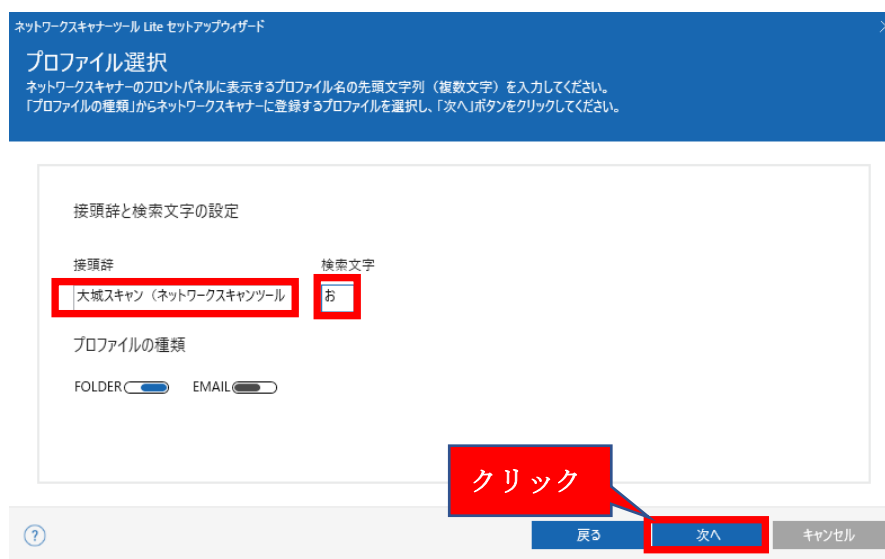 ネットワークスキャナーツール Lite セットアップウィザード
プロファイル選択
ネットワークスキャナーのフロントパネルに表示するプロファイル名の先頭文字列（複数文字）を入力してください。
「プロファイルの種類」からネットワークスキャナーに登録するプロファイルを選択し、「次へ」ボタンをクリックしてください。
接頭辞と検索文字の設定
接頭辞 検索文字
大城スキャン（ネットワークスキャンツール お
プロファイルの種類
FOLDER EMAIL
クリック
? 戻る 次へ キャンセル